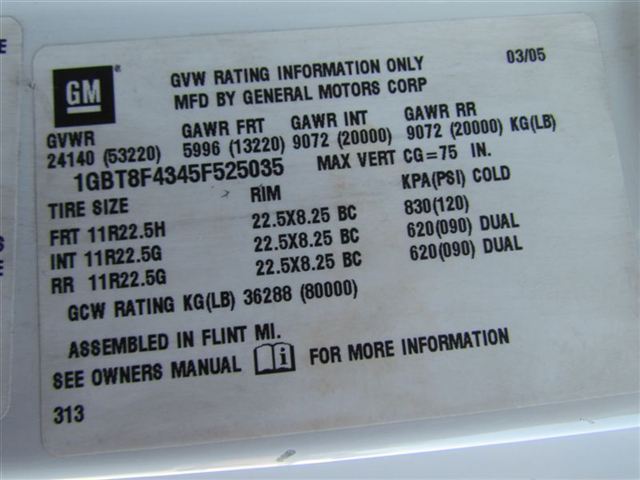 GM
GVW RATING INFORMATION ONLY 03/05
MFD BY GENERAL MOTORS CORP
GVWR GAWR FRT GAWR INT GAWR RR
24140 (53220) 5996 (13220) 9072 (20000) 9072 (20000) KG(LB)
1GBT8F4345F525035 MAX VERT CG=75 IN.
TIRE SIZE RIM KPA(PSI) COLD
FRT 11R22.5H 22.5X8.25 BC 830(120)
INT 11R22.5G 22.5X8.25 BC 620(090) DUAL
RR 11R22.5G 22.5X8.25 BC 620(090) DUAL
GCW RATING KG(LB) 36288 (80000)
ASSEMBLED IN FLINT MI.
SEE OWNERS MANUAL i FOR MORE INFORMATION
313